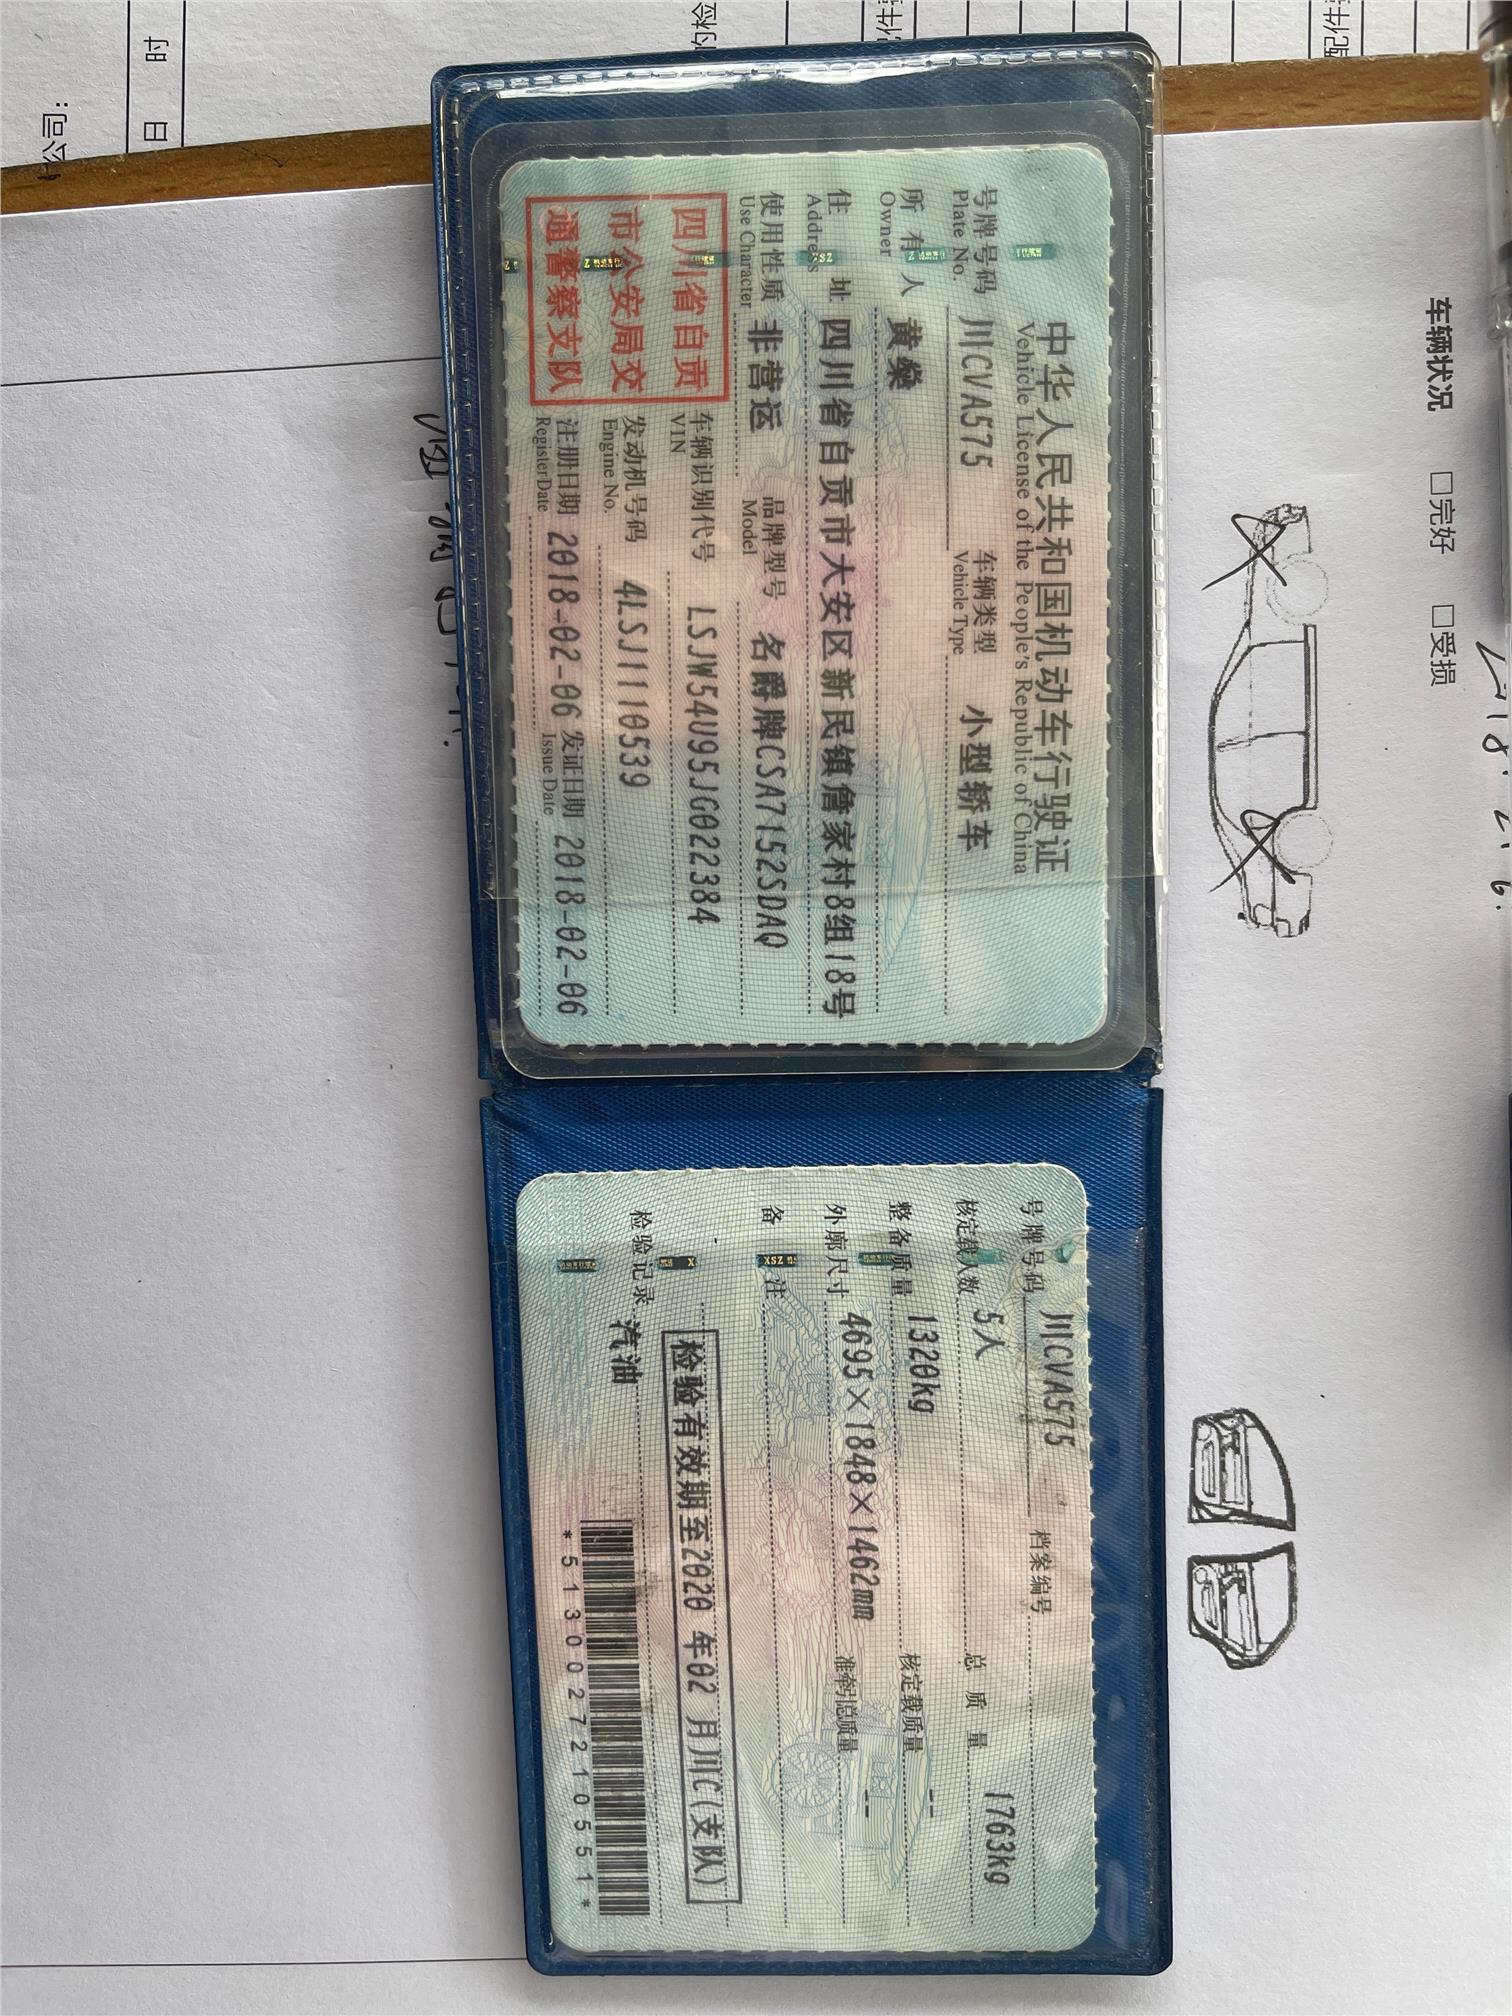 中华人民共和国机动车行驶证
Vehicle License of the People's Republic of China
号牌号码 川CVA575 车辆类型 小型轿车
Plate No. Vehicle Type
所有人 黄燊
Owner
住址 四川省自贡市大安区新民镇詹家村8组18号
Address
使用性质 非营运 品牌型号 名爵牌CSA7152SDAQ
Use Character Model
四川省自贡
市公安局交
通警察支队
车辆识别代号 LSJW54U95JG022384
VIN
发动机号码 4LSJ1110539
Engine No.
注册日期 2018-02-06 发证日期 2018-02-06
Register Date Issue Date
号牌号码 川CVA575 档案编号
核定载人数 5人 总质量 1763kg
整备质量 1320kg 核定载质量 --
外廓尺寸 4695×1848×1462mm 准牵引总质量 --
备注
检验有效期至2020年02月川C(支队)
检验记录 汽油
*5130027210551*
车辆状况 □完好 □受损
公司:
日 时